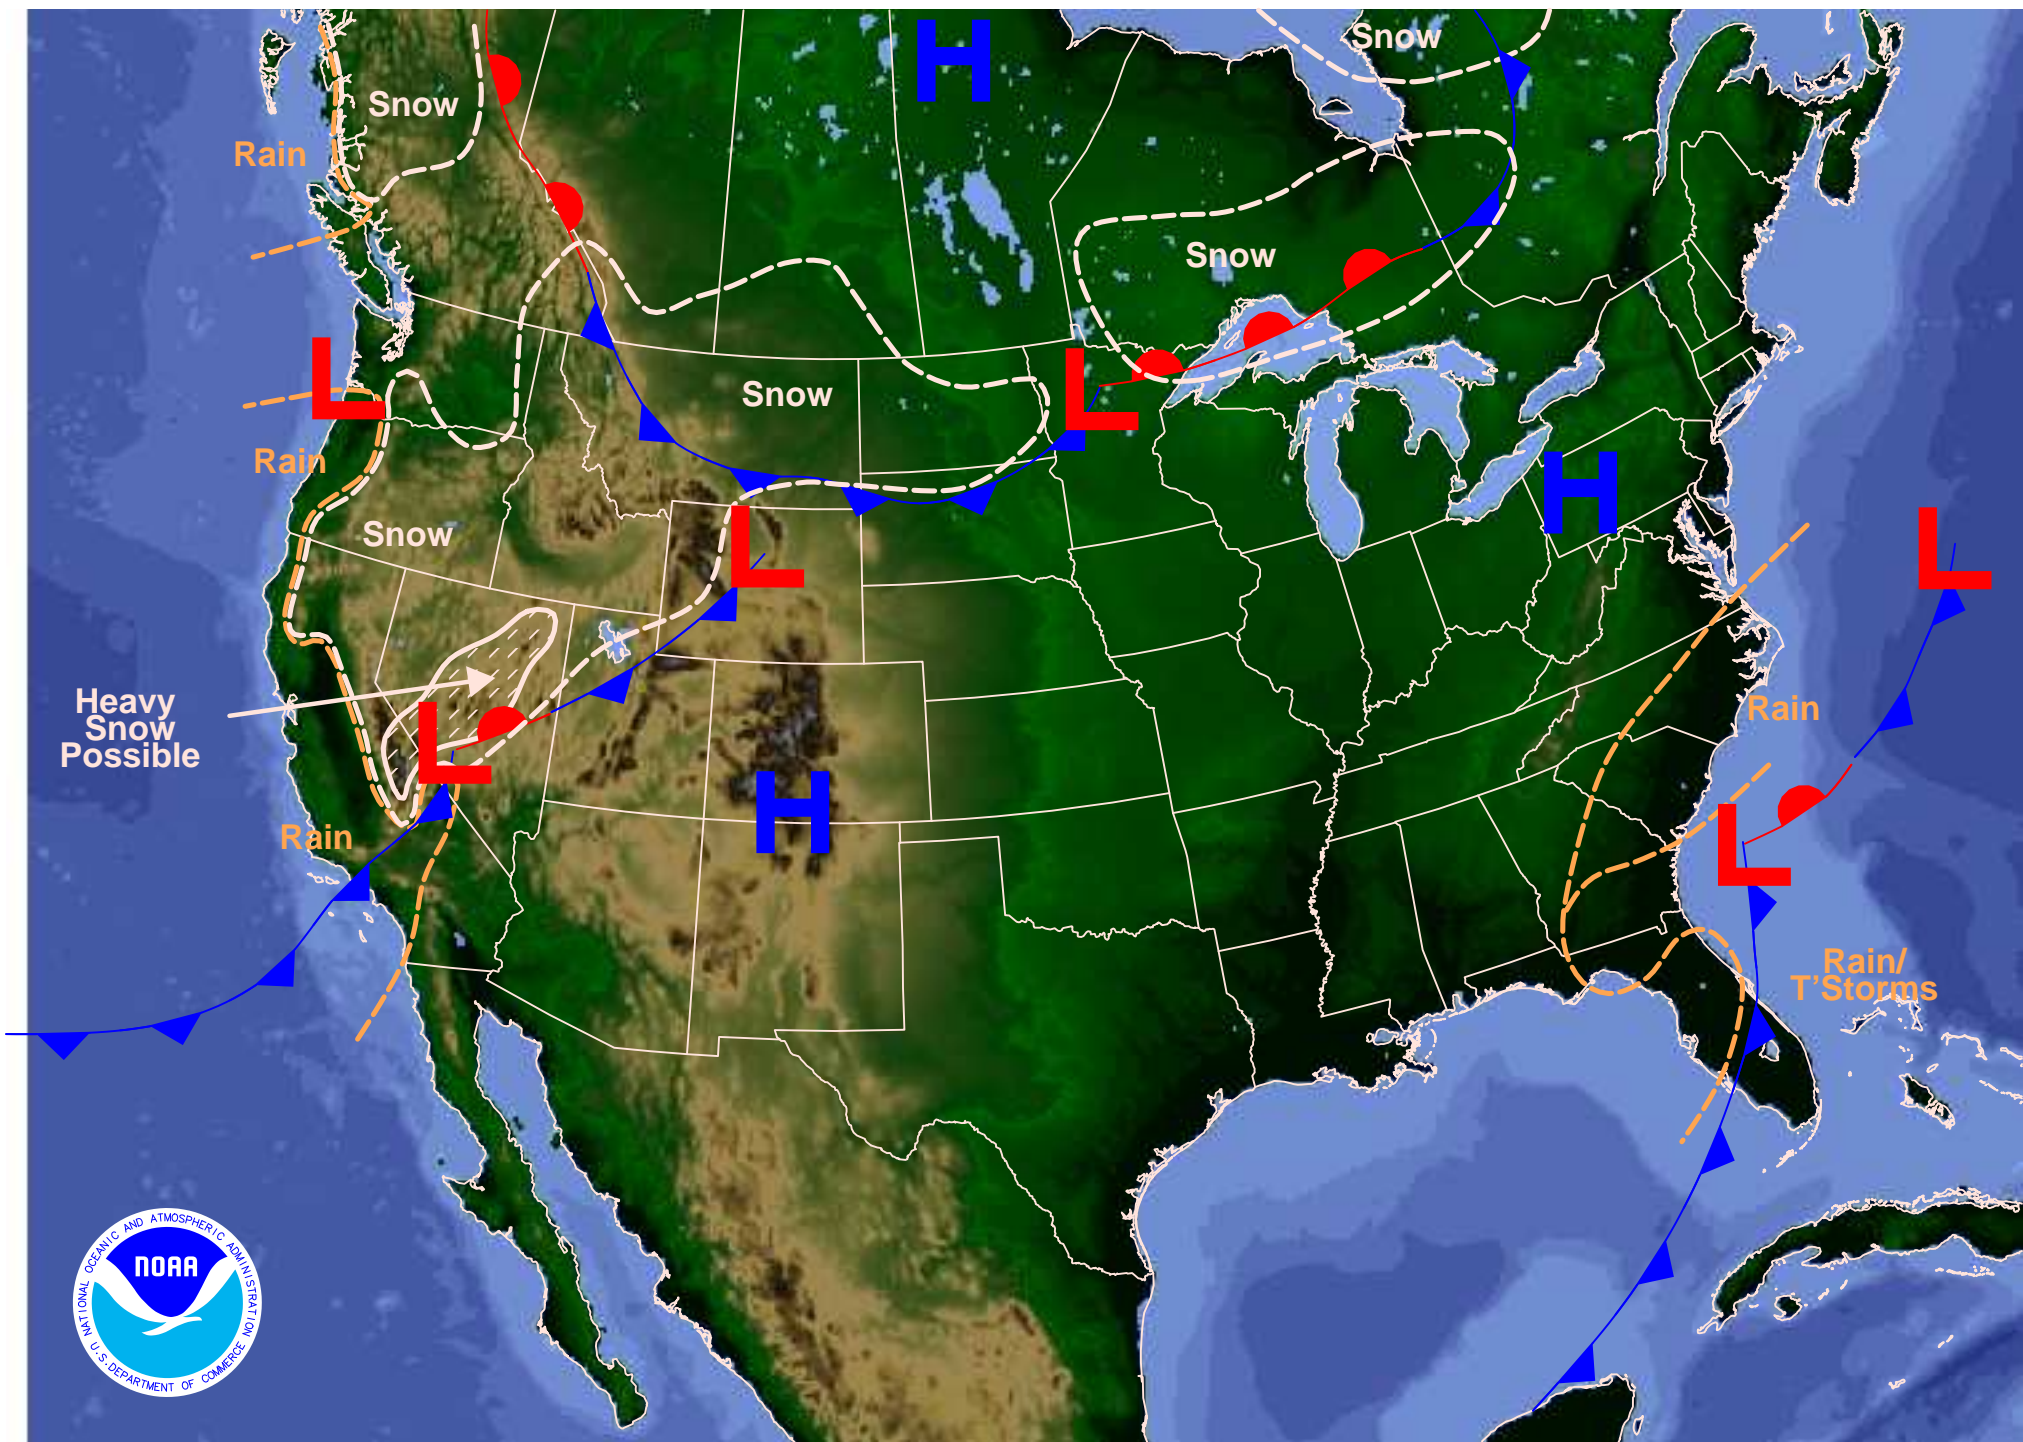 Snow
H
Snow
Rain
Snow
L
Snow
L
Rain
H
Snow
L
L
Heavy
Snow
Possible
L
Rain
H
Rain
L
Rain/
T'Storms
NOAA
NATIONAL OCEANIC AND ATMOSPHERIC ADMINISTRATION
U.S. DEPARTMENT OF COMMERCE